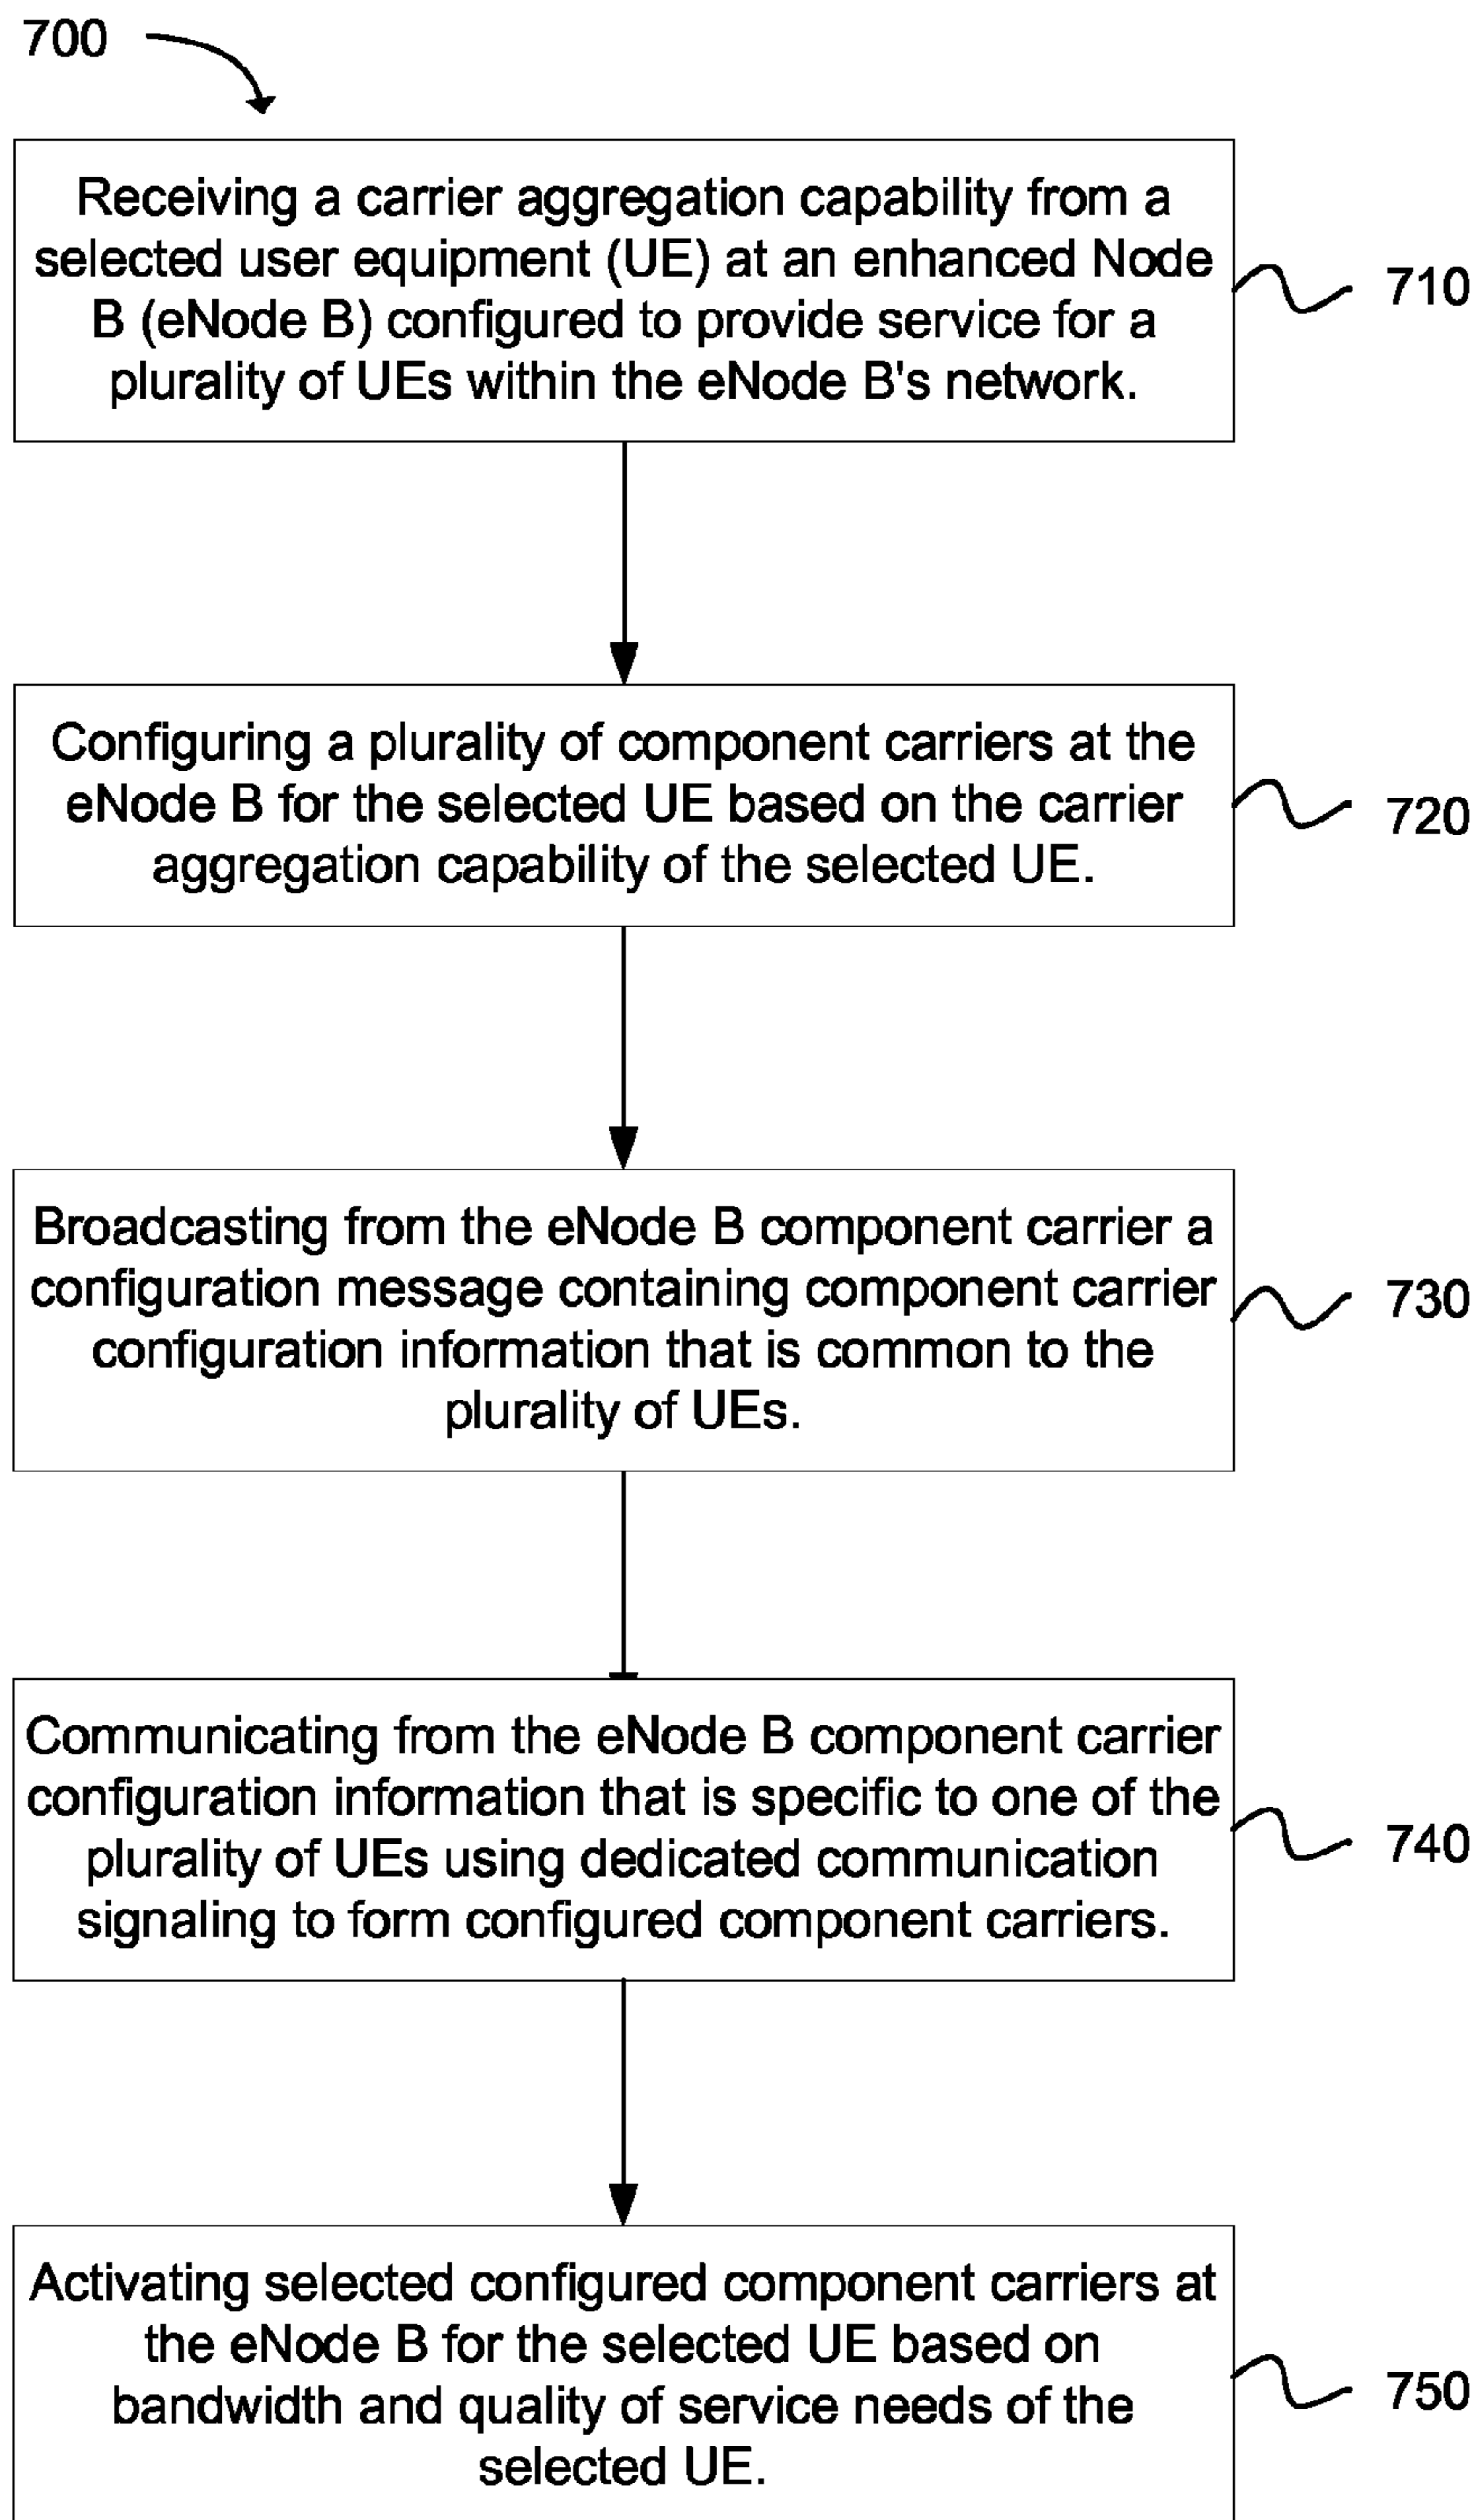 700
Receiving a carrier aggregation capability from a
selected user equipment (UE) at an enhanced Node
B (eNode B) configured to provide service for a
plurality of UEs within the eNode B's network.
710
Configuring a plurality of component carriers at the
eNode B for the selected UE based on the carrier
aggregation capability of the selected UE.
720
Broadcasting from the eNode B component carrier a
configuration message containing component carrier
configuration information that is common to the
plurality of UEs.
730
Communicating from the eNode B component carrier
configuration information that is specific to one of the
plurality of UEs using dedicated communication
signaling to form configured component carriers.
740
Activating selected configured component carriers at
the eNode B for the selected UE based on
bandwidth and quality of service needs of the
selected UE.
750